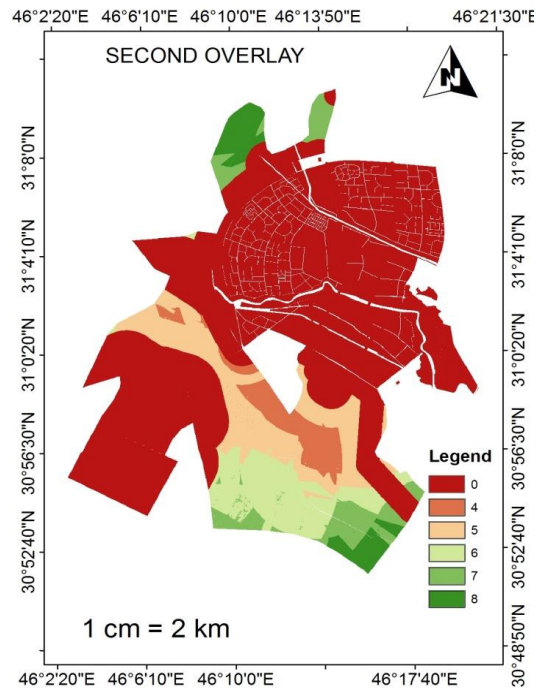 46°2'20"E 46°6'10"E 46°10'0"E 46°13'50"E 46°21'30"E
SECOND OVERLAY
N
31°8'0"N 31°8'0"N
31°4'10"N 31°4'10"N
31°0'20"N 31°0'20"N
30°56'30"N 30°56'30"N
30°52'40"N 30°52'40"N
30°48'50"N
Legend
0
4
5
6
7
8
1 cm = 2 km
46°2'20"E 46°6'10"E 46°10'0"E 46°17'40"E